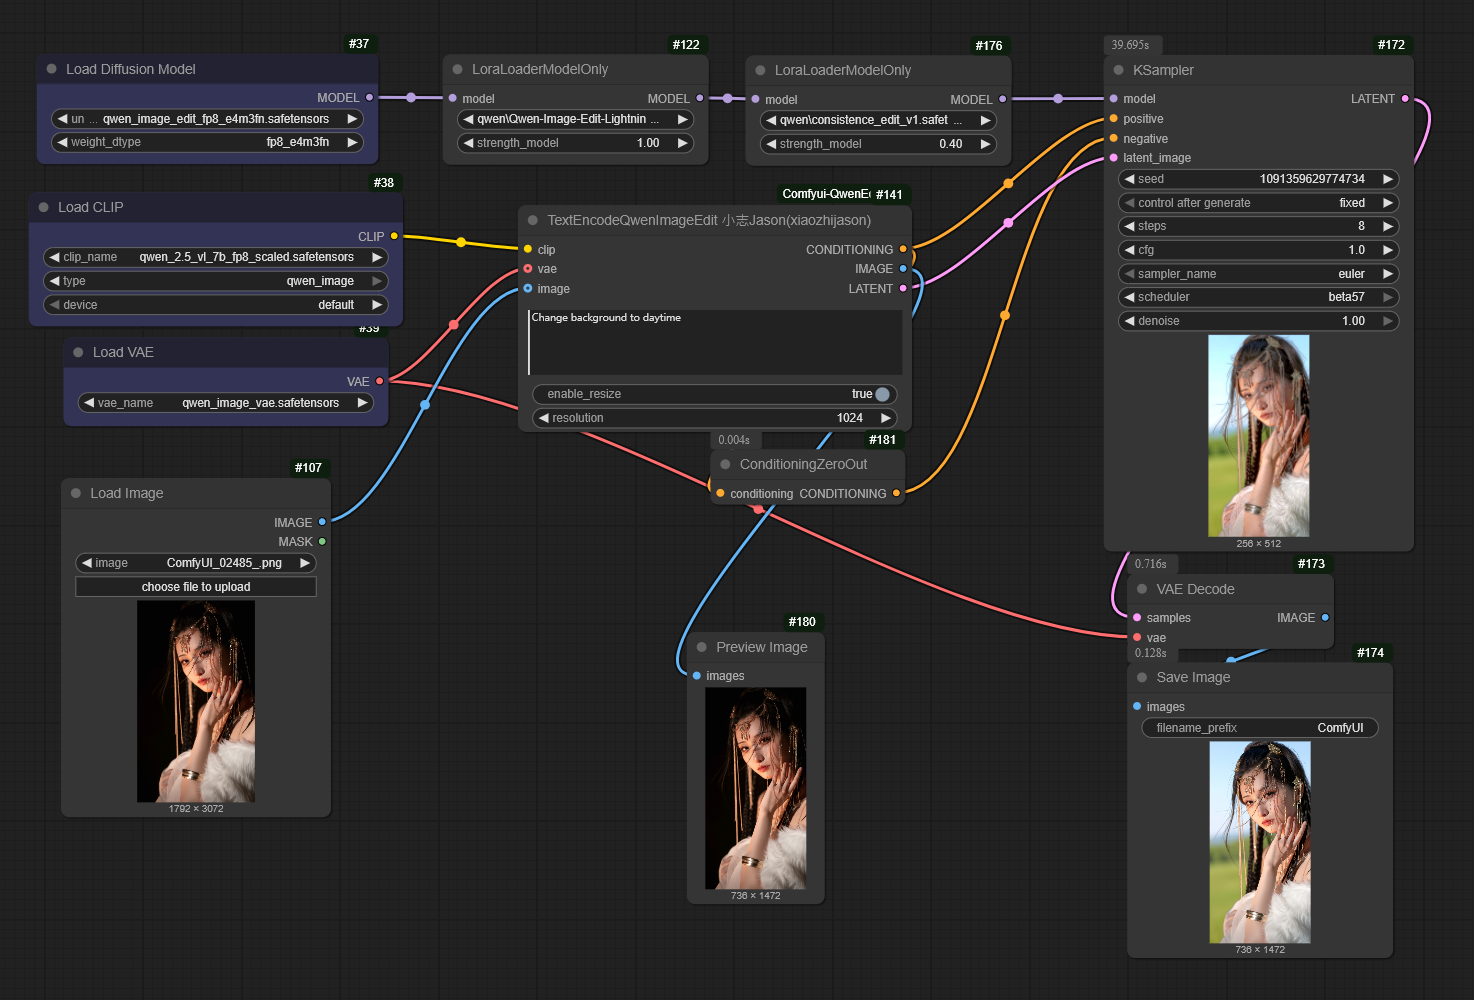 #37
Load Diffusion Model
MODEL
un ... qwen_image_edit_fp8_e4m3fn.safetensors
weight_dtype fp8_e4m3fn
#122
LoraLoaderModelOnly
model MODEL
qwen\Qwen-Image-Edit-Lightnin ...
strength_model 1.00
#176
LoraLoaderModelOnly
model MODEL
qwen\consistence_edit_v1.safet ...
strength_model 0.40
39.695s
#172
KSampler
model LATENT
positive
negative
latent_image
seed 1091359629774734
control after generate fixed
steps 8
cfg 1.0
sampler_name euler
scheduler beta57
denoise 1.00
256 × 512
#38
Load CLIP
CLIP
clip_name qwen_2.5_vl_7b_fp8_scaled.safetensors
type qwen_image
device default
#39
Load VAE
VAE
vae_name qwen_image_vae.safetensors
Comfyui-QwenE #141
TextEncodeQwenImageEdit 小志Jason(xiaozhijason)
clip CONDITIONING
vae IMAGE
image LATENT
Change background to daytime
enable_resize true
resolution 1024
0.004s
#181
ConditioningZeroOut
conditioning CONDITIONING
#107
Load Image
IMAGE
MASK
image ComfyUI_02485_.png
choose file to upload
1792 × 3072
#180
Preview Image
images
736 × 1472
0.716s
#173
VAE Decode
samples IMAGE
vae
0.128s
#174
Save Image
images
filename_prefix ComfyUI
736 × 1472